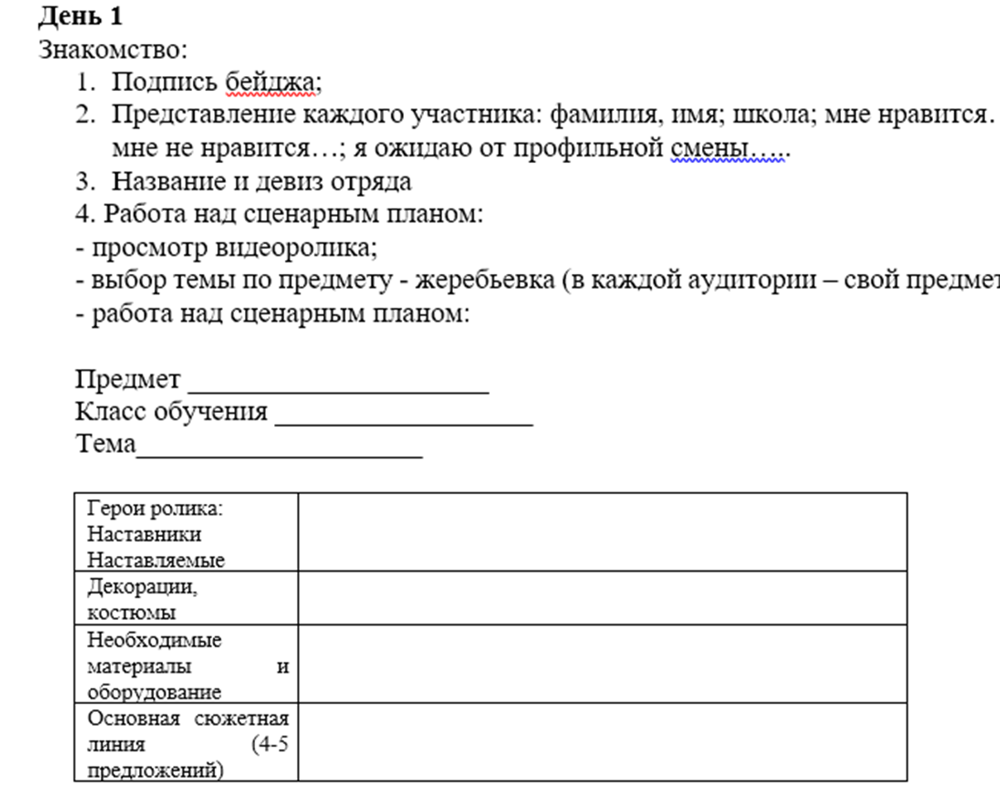 День 1
Знакомство:
1. Подпись бейджа;
2. Представление каждого участника: фамилия, имя; школа; мне нравится.
мне не нравится…; я ожидаю от профильной смены…..
3. Название и девиз отряда
4. Работа над сценарным планом:
- просмотр видеоролика;
- выбор темы по предмету - жеребьевка (в каждой аудитории – свой предмет
- работа над сценарным планом:
Предмет ______________________
Класс обучения ___________________
Тема_____________________
Герои ролика:
Наставники
Наставляемые
Декорации,
костюмы
Необходимые
материалы и
оборудование
Основная сюжетная
линия (4-5
предложений)